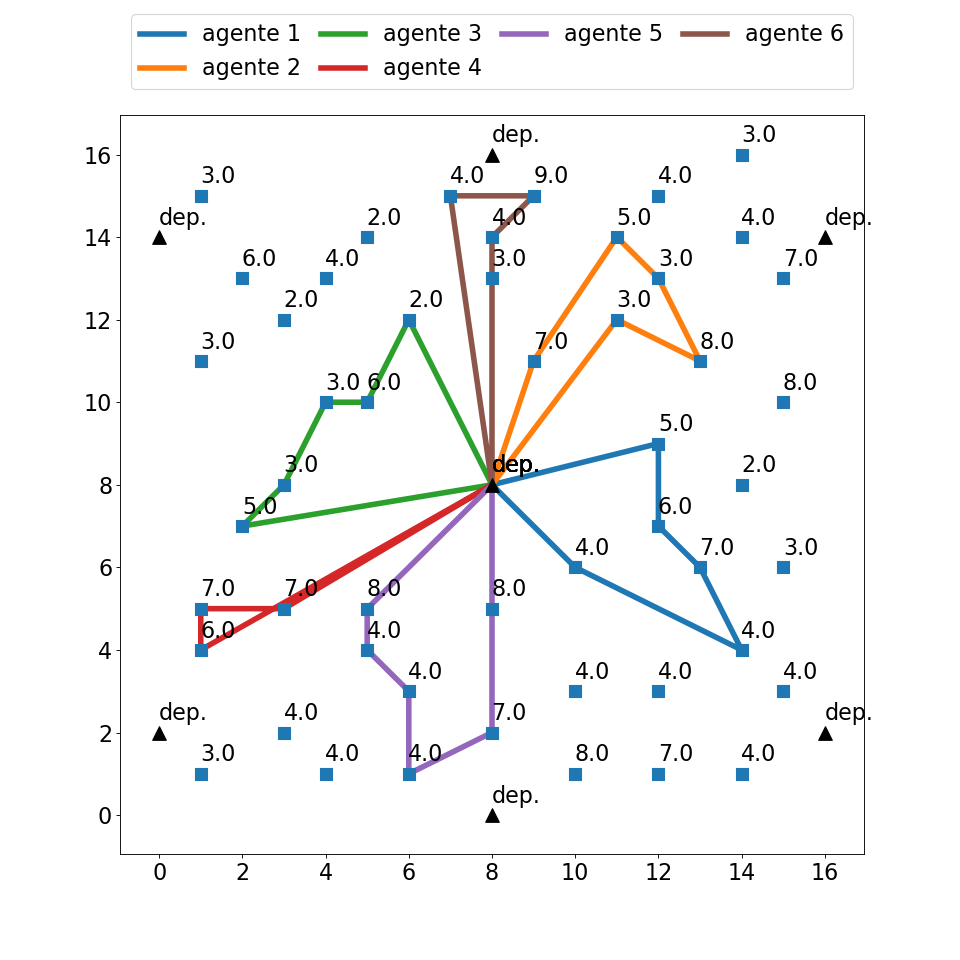 agente 1 agente 3 agente 5 agente 6
agente 2 agente 4
dep. 3.0
16
3.0 4.0 9.0 4.0
dep. 2.0 4.0 5.0 4.0 dep.
14
6.0 4.0 3.0 3.0 7.0
2.0 2.0 3.0
12
3.0 7.0 8.0
3.0 6.0 8.0
10
5.0
3.0 dep. 2.0
8
5.0 6.0
7.0 4.0 3.0
6
7.0 7.0 8.0 8.0
6.0 4.0 4.0
4
4.0 4.0 4.0 4.0
dep. 4.0 7.0 dep.
2
3.0 4.0 4.0 8.0 7.0 4.0
dep.
0
0 2 4 6 8 10 12 14 16